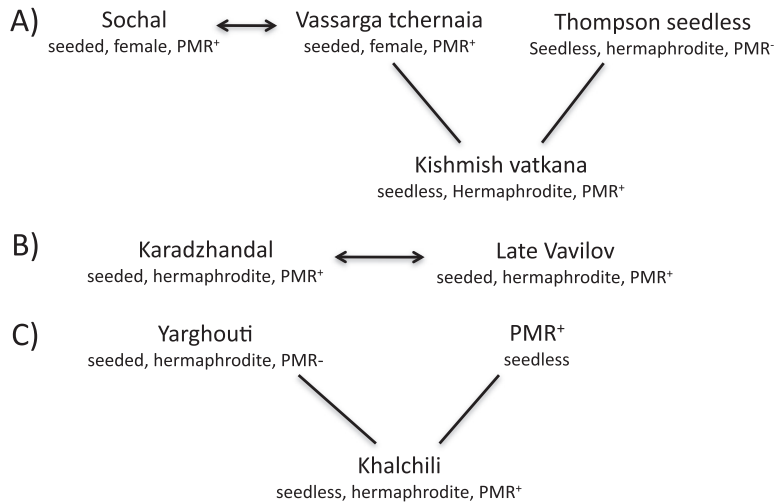 A)
Sochal
seeded, female, PMR⁺
Vassarga tchernaia
seeded, female, PMR⁺
Thompson seedless
Seedless, hermaphrodite, PMR⁻
Kishmish vatkana
seedless, Hermaphrodite, PMR⁺
B)
Karadzhandal
seeded, hermaphrodite, PMR⁺
Late Vavilov
seeded, hermaphrodite, PMR⁺
C)
Yarghouti
seeded, hermaphrodite, PMR-
PMR⁺
seedless
Khalchili
seedless, hermaphrodite, PMR⁺